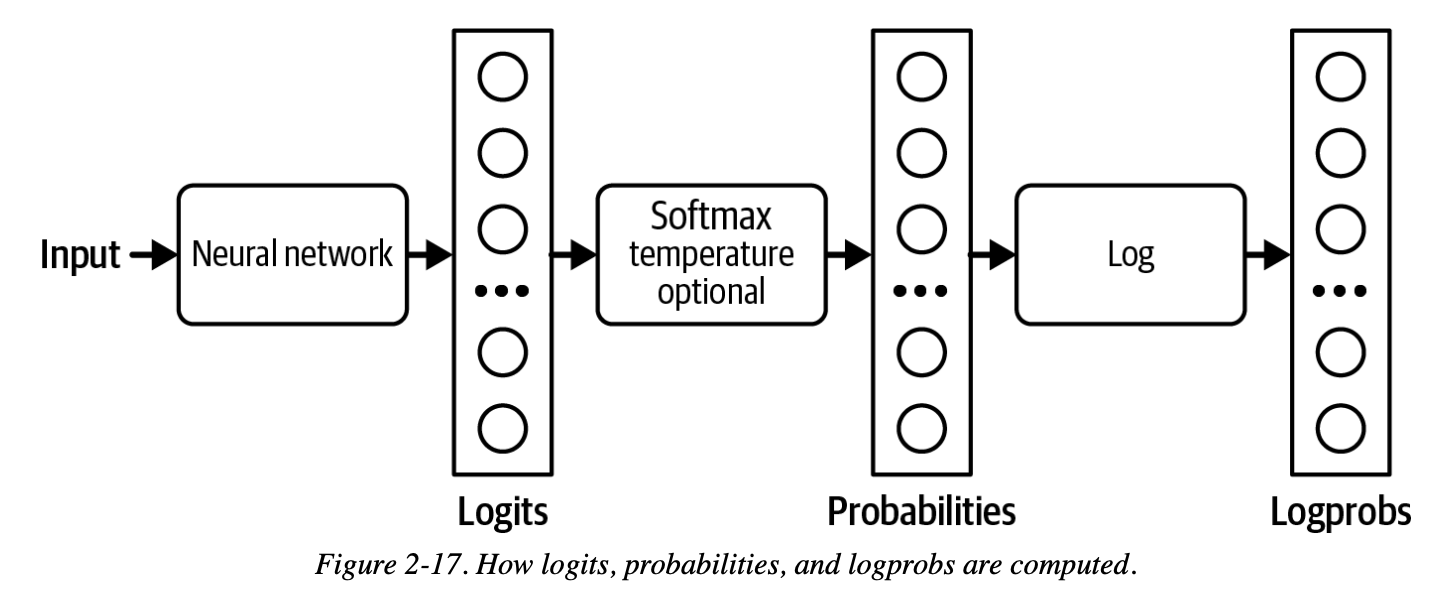 Input
Neural network
Softmax
temperature
optional
Log
Logits
Probabilities
Logprobs
Figure 2-17. How logits, probabilities, and logprobs are computed.